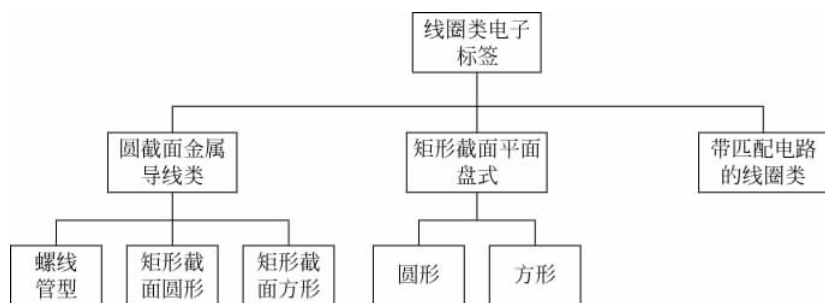 线圈类电子
标签
圆截面金属
导线类
矩形截面平面
盘式
带匹配电路
的线圈类
螺线
管型
矩形截
面圆形
矩形截
面方形
圆形
方形